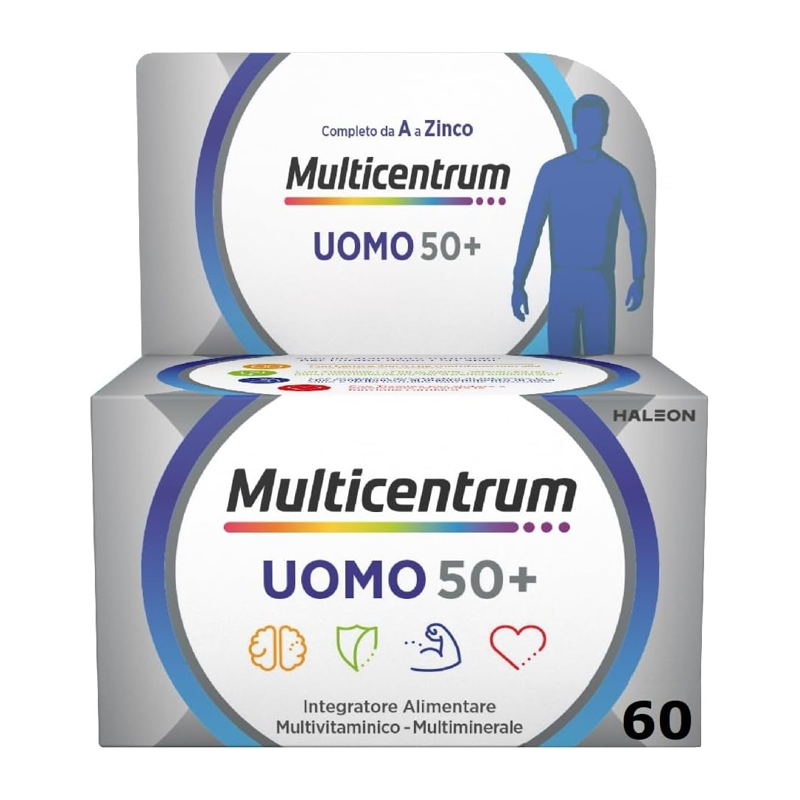 Completo da A a Zinco
Multicentrum
UOMO 50+
HALEON
Multicentrum
UOMO 50+
Integratore Alimentare
Multivitaminico - Multiminerale
60